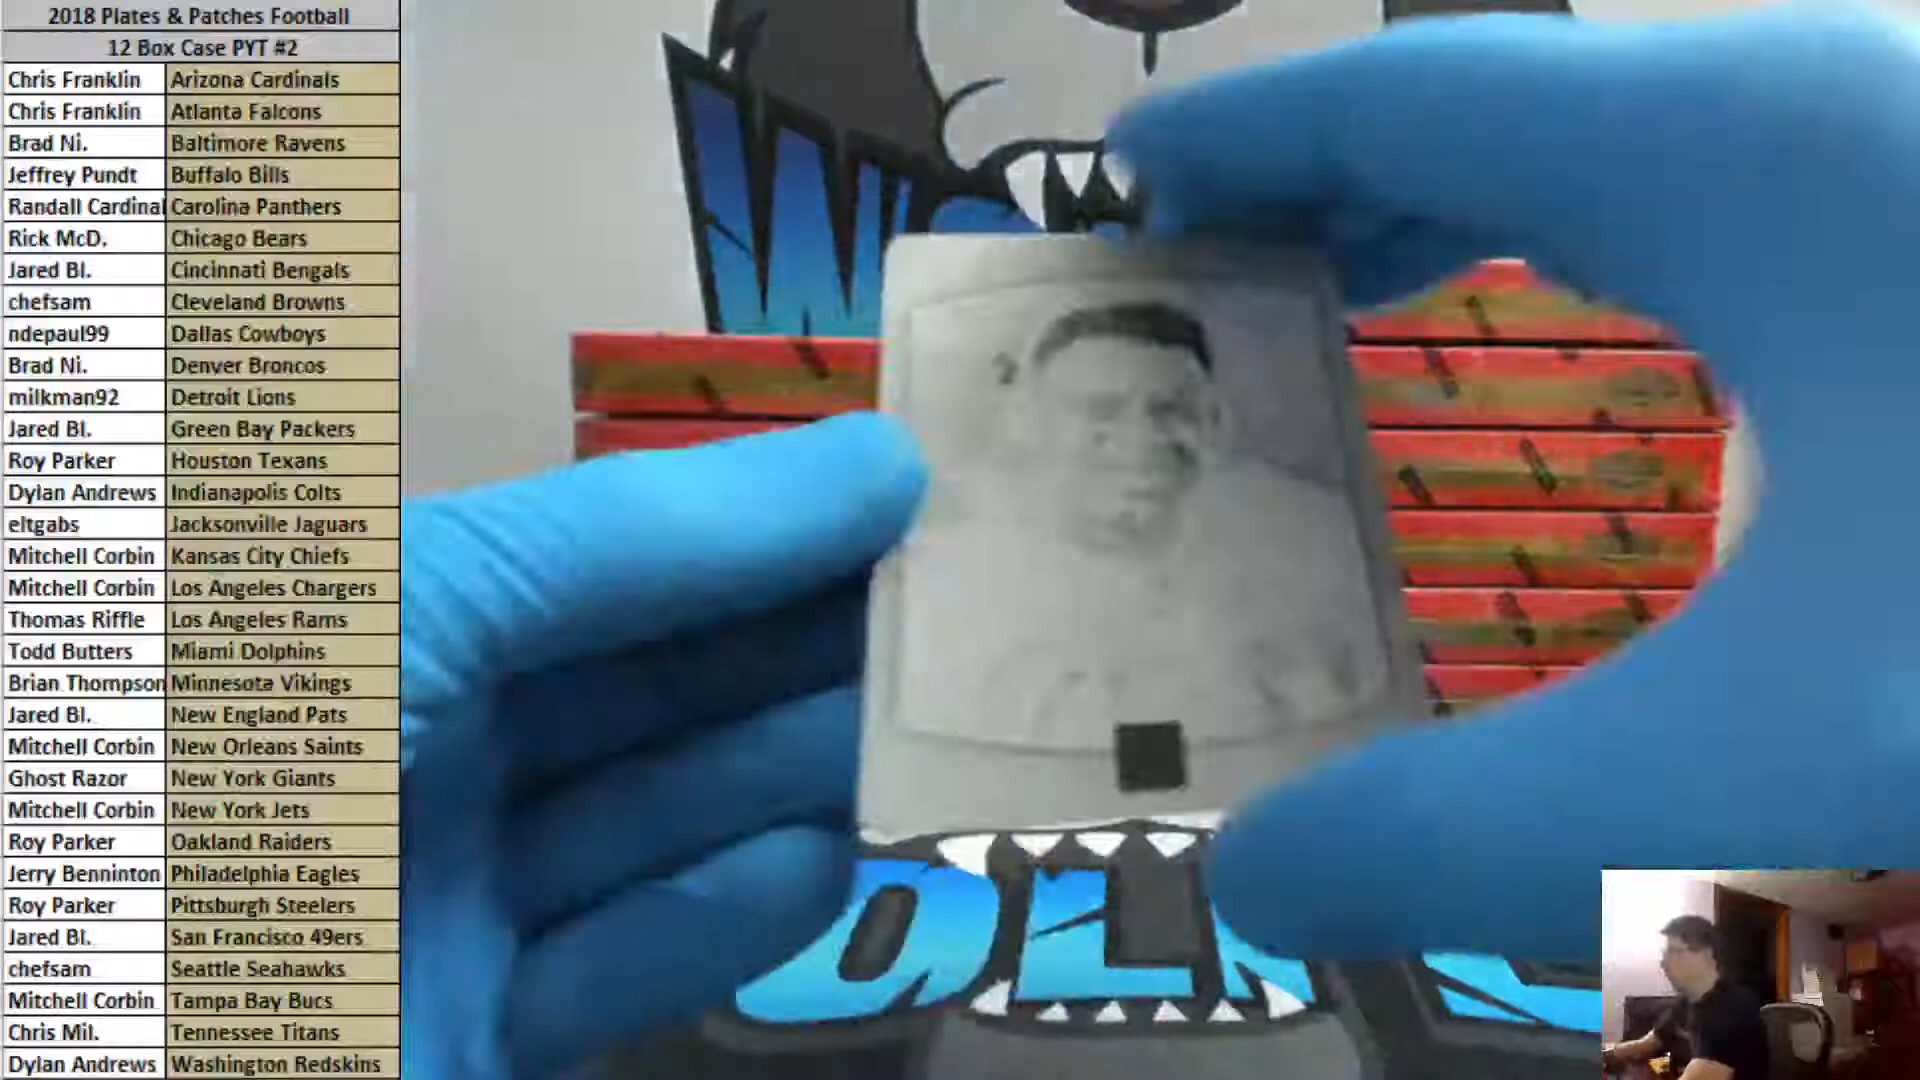 2018 Plates & Patches Football
12 Box Case PYT #2
Chris Franklin Arizona Cardinals
Chris Franklin Atlanta Falcons
Brad Ni. Baltimore Ravens
Jeffrey Pundt Buffalo Bills
Randall Cardinal Carolina Panthers
Rick McD. Chicago Bears
Jared Bl. Cincinnati Bengals
chefsam Cleveland Browns
ndepaul99 Dallas Cowboys
Brad Ni. Denver Broncos
milkman92 Detroit Lions
Jared Bl. Green Bay Packers
Roy Parker Houston Texans
Dylan Andrews Indianapolis Colts
eltgabs Jacksonville Jaguars
Mitchell Corbin Kansas City Chiefs
Mitchell Corbin Los Angeles Chargers
Thomas Riffle Los Angeles Rams
Todd Butters Miami Dolphins
Brian Thompson Minnesota Vikings
Jared Bl. New England Pats
Mitchell Corbin New Orleans Saints
Ghost Razor New York Giants
Mitchell Corbin New York Jets
Roy Parker Oakland Raiders
Jerry Benninton Philadelphia Eagles
Roy Parker Pittsburgh Steelers
Jared Bl. San Francisco 49ers
chefsam Seattle Seahawks
Mitchell Corbin Tampa Bay Bucs
Chris Mil. Tennessee Titans
Dylan Andrews Washington Redskins